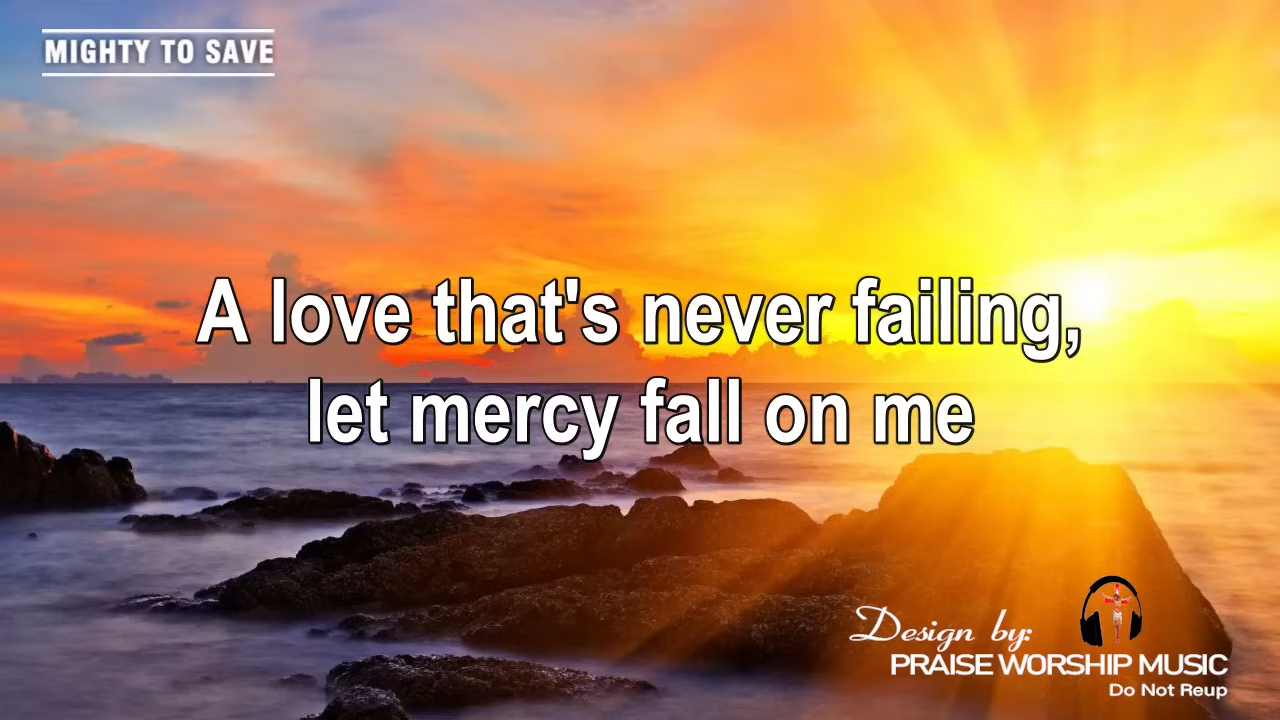 MIGHTY TO SAVE
A love that's never failing,
let mercy fall on me
Design by:
PRAISE WORSHIP MUSIC
Do Not Reup